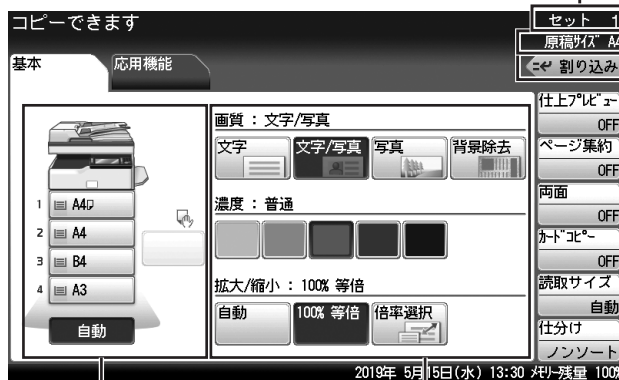 コピーできます
セット 1
原稿ｻｲｽﾞ A4
割り込み
基本
応用機能
1 A4
2 A4
3 B4
4 A3
自動
画質：文字/写真
文字 文字/写真 写真 背景除去
濃度：普通
拡大/縮小：100% 等倍
自動 100% 等倍 倍率選択
仕上ﾌﾟﾚﾋﾞｭｰ
OFF
ページ集約
OFF
両面
OFF
ｶｰﾄﾞｺﾋﾟｰ
OFF
読取サイズ
自動
仕分け
ノンソート
2019年 5月15日(水) 13:30 ﾒﾓﾘｰ残量 100%